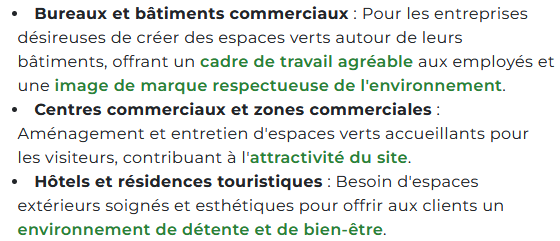 • Bureaux et bâtiments commerciaux : Pour les entreprises
désireuses de créer des espaces verts autour de leurs
bâtiments, offrant un cadre de travail agréable aux employés et
une image de marque respectueuse de l'environnement.
• Centres commerciaux et zones commerciales :
Aménagement et entretien d'espaces verts accueillants pour
les visiteurs, contribuant à l'attractivité du site.
• Hôtels et résidences touristiques : Besoin d'espaces
extérieurs soignés et esthétiques pour offrir aux clients un
environnement de détente et de bien-être.